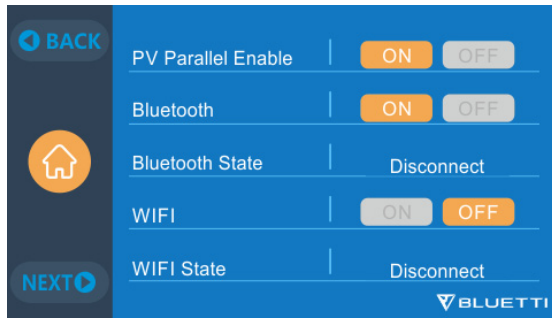 BACK
PV Parallel Enable ON OFF
Bluetooth ON OFF
Bluetooth State Disconnect
WIFI ON OFF
WIFI State Disconnect
NEXT
BLUETTI